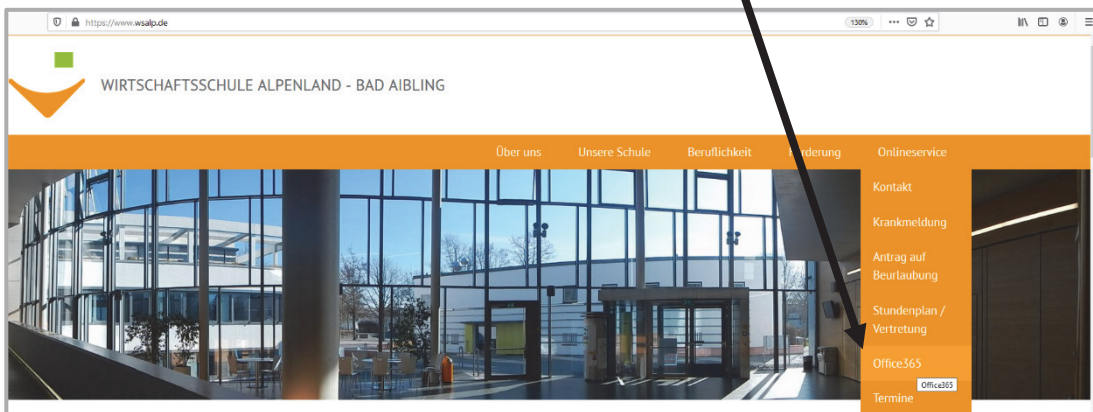 https://www.wsalp.de
130%
WIRTSCHAFTSSCHULE ALPENLAND - BAD AIBLING
Über uns Unsere Schule Beruflichkeit Förderung Onlineservice
Kontakt
Krankmeldung
Antrag auf
Beurlaubung
Stundenplan /
Vertretung
Office365
Office365
Termine